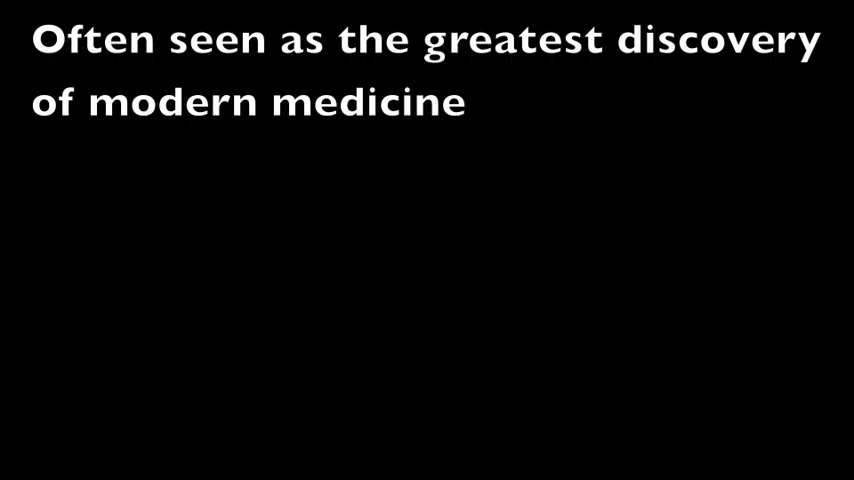 Often seen as the greatest discovery
of modern medicine